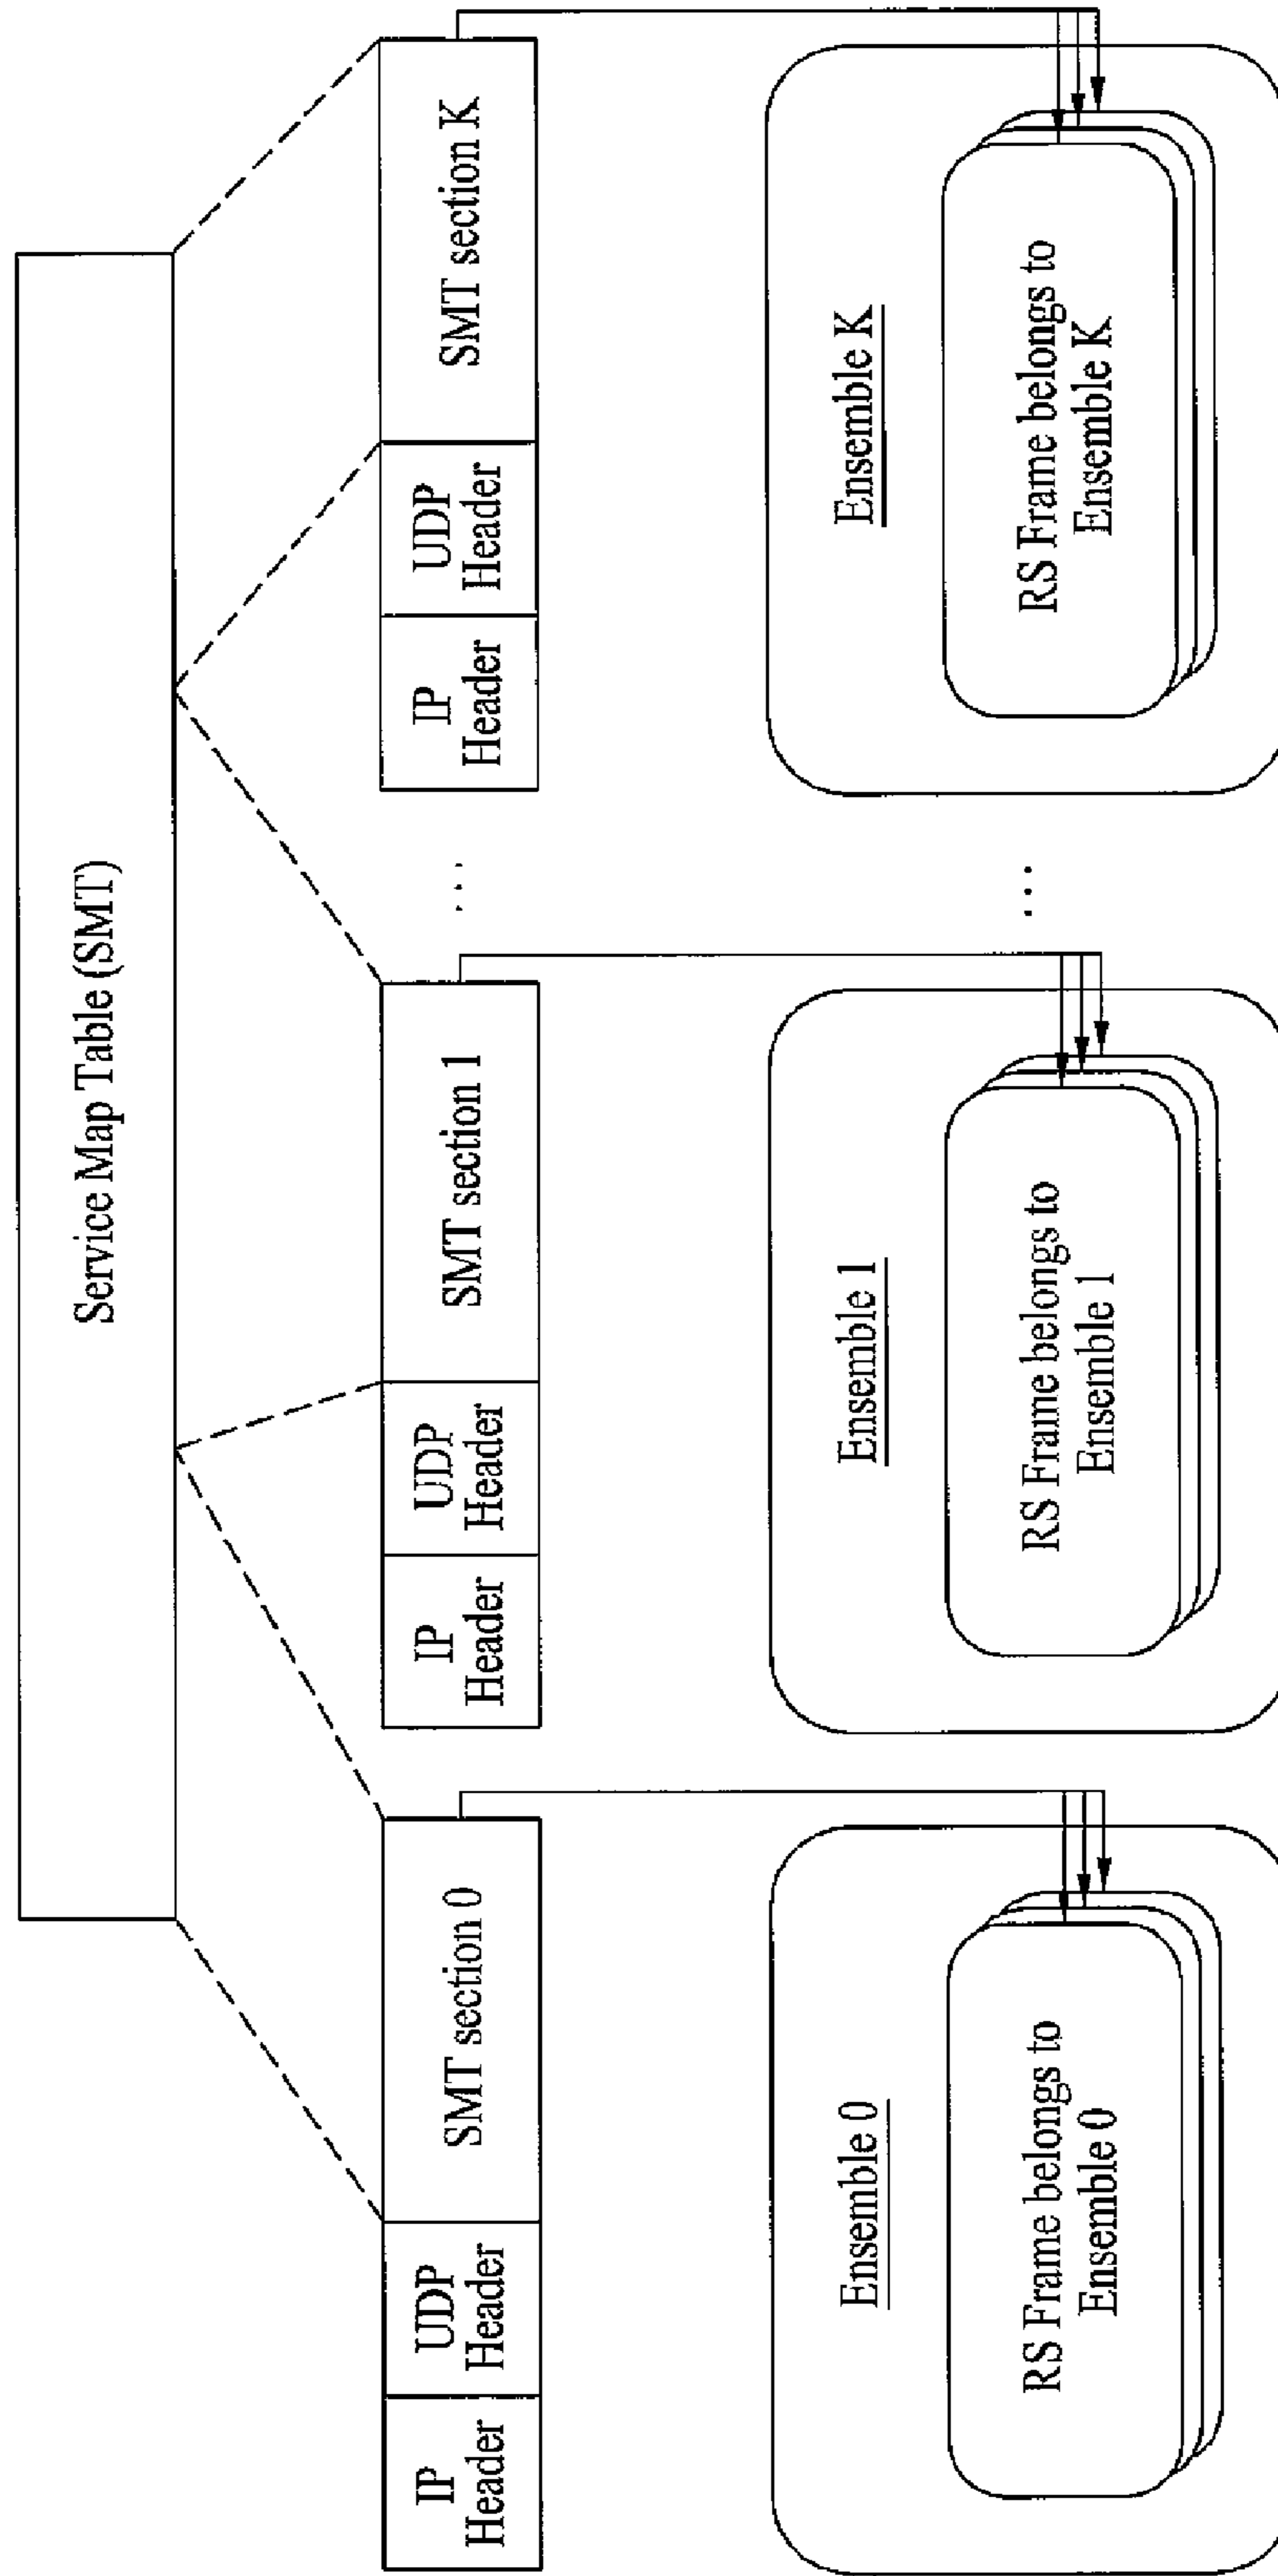 Service Map Table (SMT)
IP
Header
UDP
Header
SMT section 0
IP
Header
UDP
Header
SMT section 1
...
IP
Header
UDP
Header
SMT section K
Ensemble 0
RS Frame belongs to
Ensemble 0
Ensemble 1
RS Frame belongs to
Ensemble 1
...
Ensemble K
RS Frame belongs to
Ensemble K